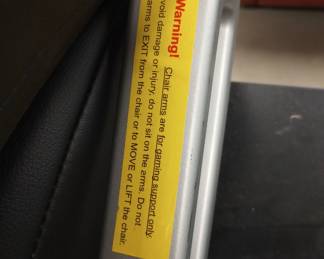 Warning!
Chair arms are for gaming support only.
void damage or injury, do not sit on the arms. Do not
arms to EXIT from the chair or to MOVE or LIFT the chair.